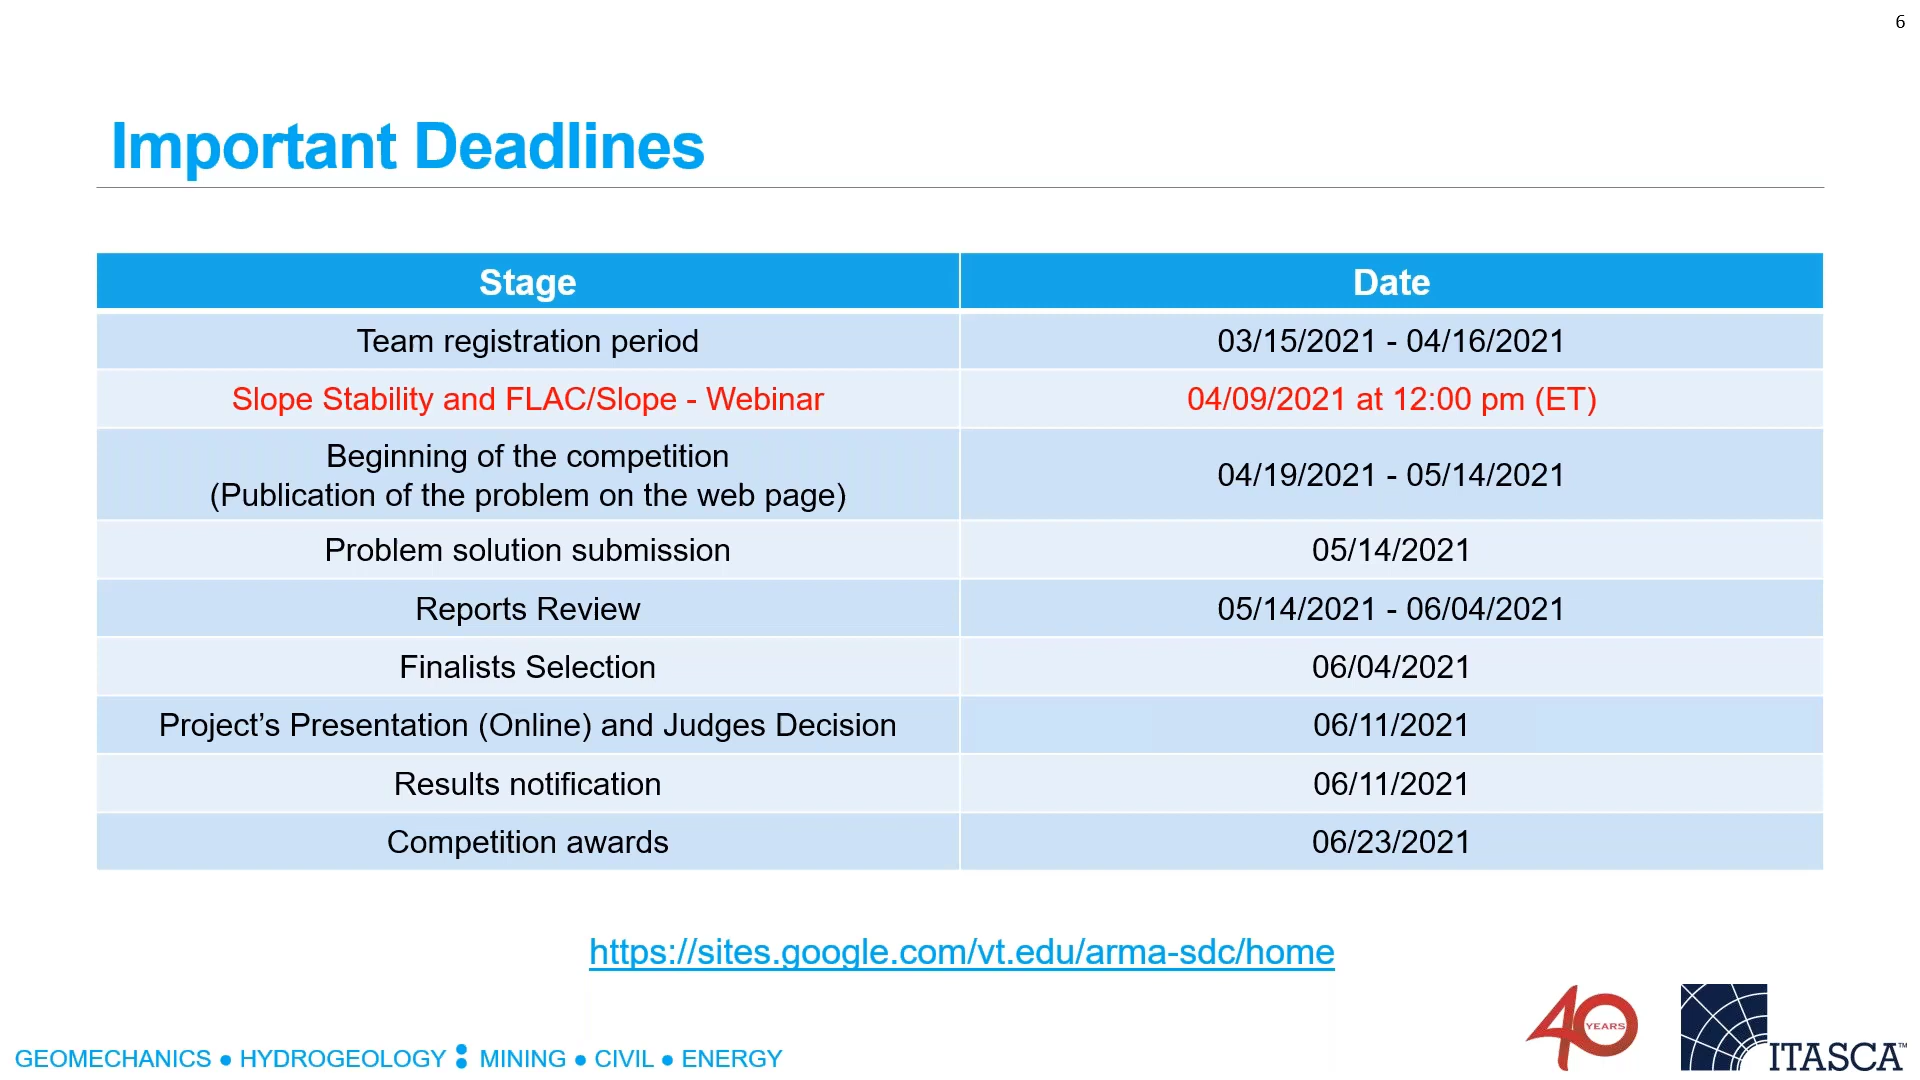 6
Important Deadlines
Stage Date
Team registration period 03/15/2021 - 04/16/2021
Slope Stability and FLAC/Slope - Webinar 04/09/2021 at 12:00 pm (ET)
Beginning of the competition
(Publication of the problem on the web page) 04/19/2021 - 05/14/2021
Problem solution submission 05/14/2021
Reports Review 05/14/2021 - 06/04/2021
Finalists Selection 06/04/2021
Project’s Presentation (Online) and Judges Decision 06/11/2021
Results notification 06/11/2021
Competition awards 06/23/2021
https://sites.google.com/vt.edu/arma-sdc/home
40 YEARS
ITASCA™
GEOMECHANICS ● HYDROGEOLOGY : MINING ● CIVIL ● ENERGY